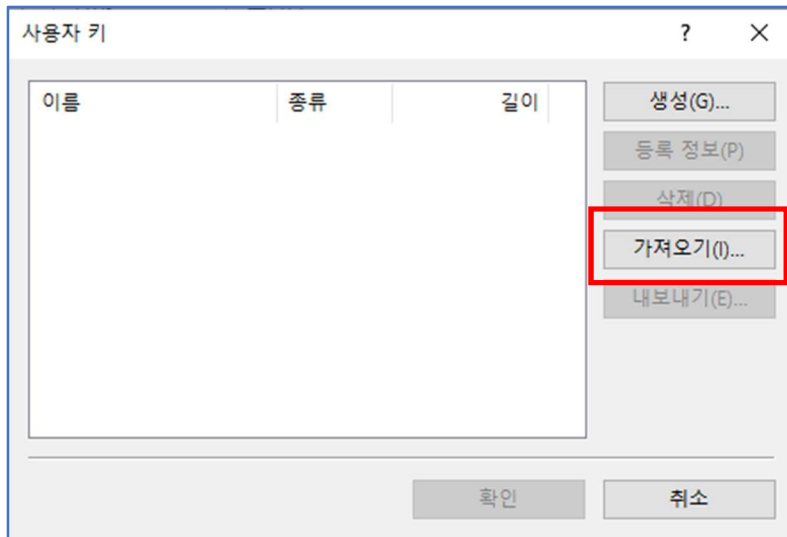 사용자 키
?
이름 종류 길이
생성(G)...
등록 정보(P)
삭제(D)
가져오기(I)...
내보내기(E)...
확인 취소